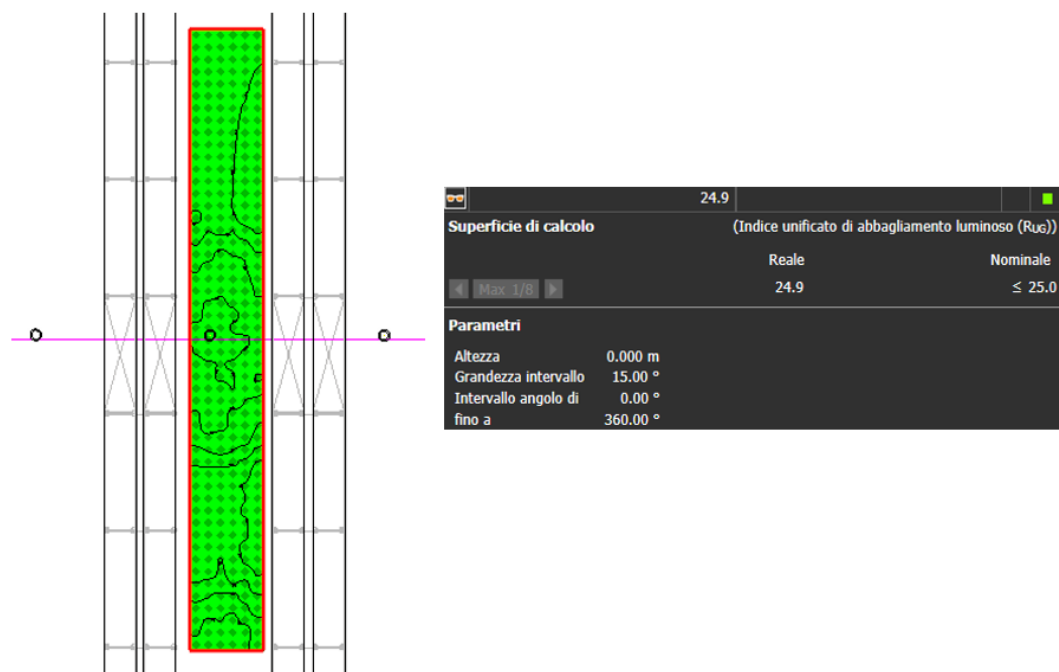 24.9
Superficie di calcolo (Indice unificato di abbagliamento luminoso (RUG))
Reale Nominale
Max 1/8 24.9 ≤ 25.0
Parametri
Altezza 0.000 m
Grandezza intervallo 15.00 °
Intervallo angolo di 0.00 °
fino a 360.00 °